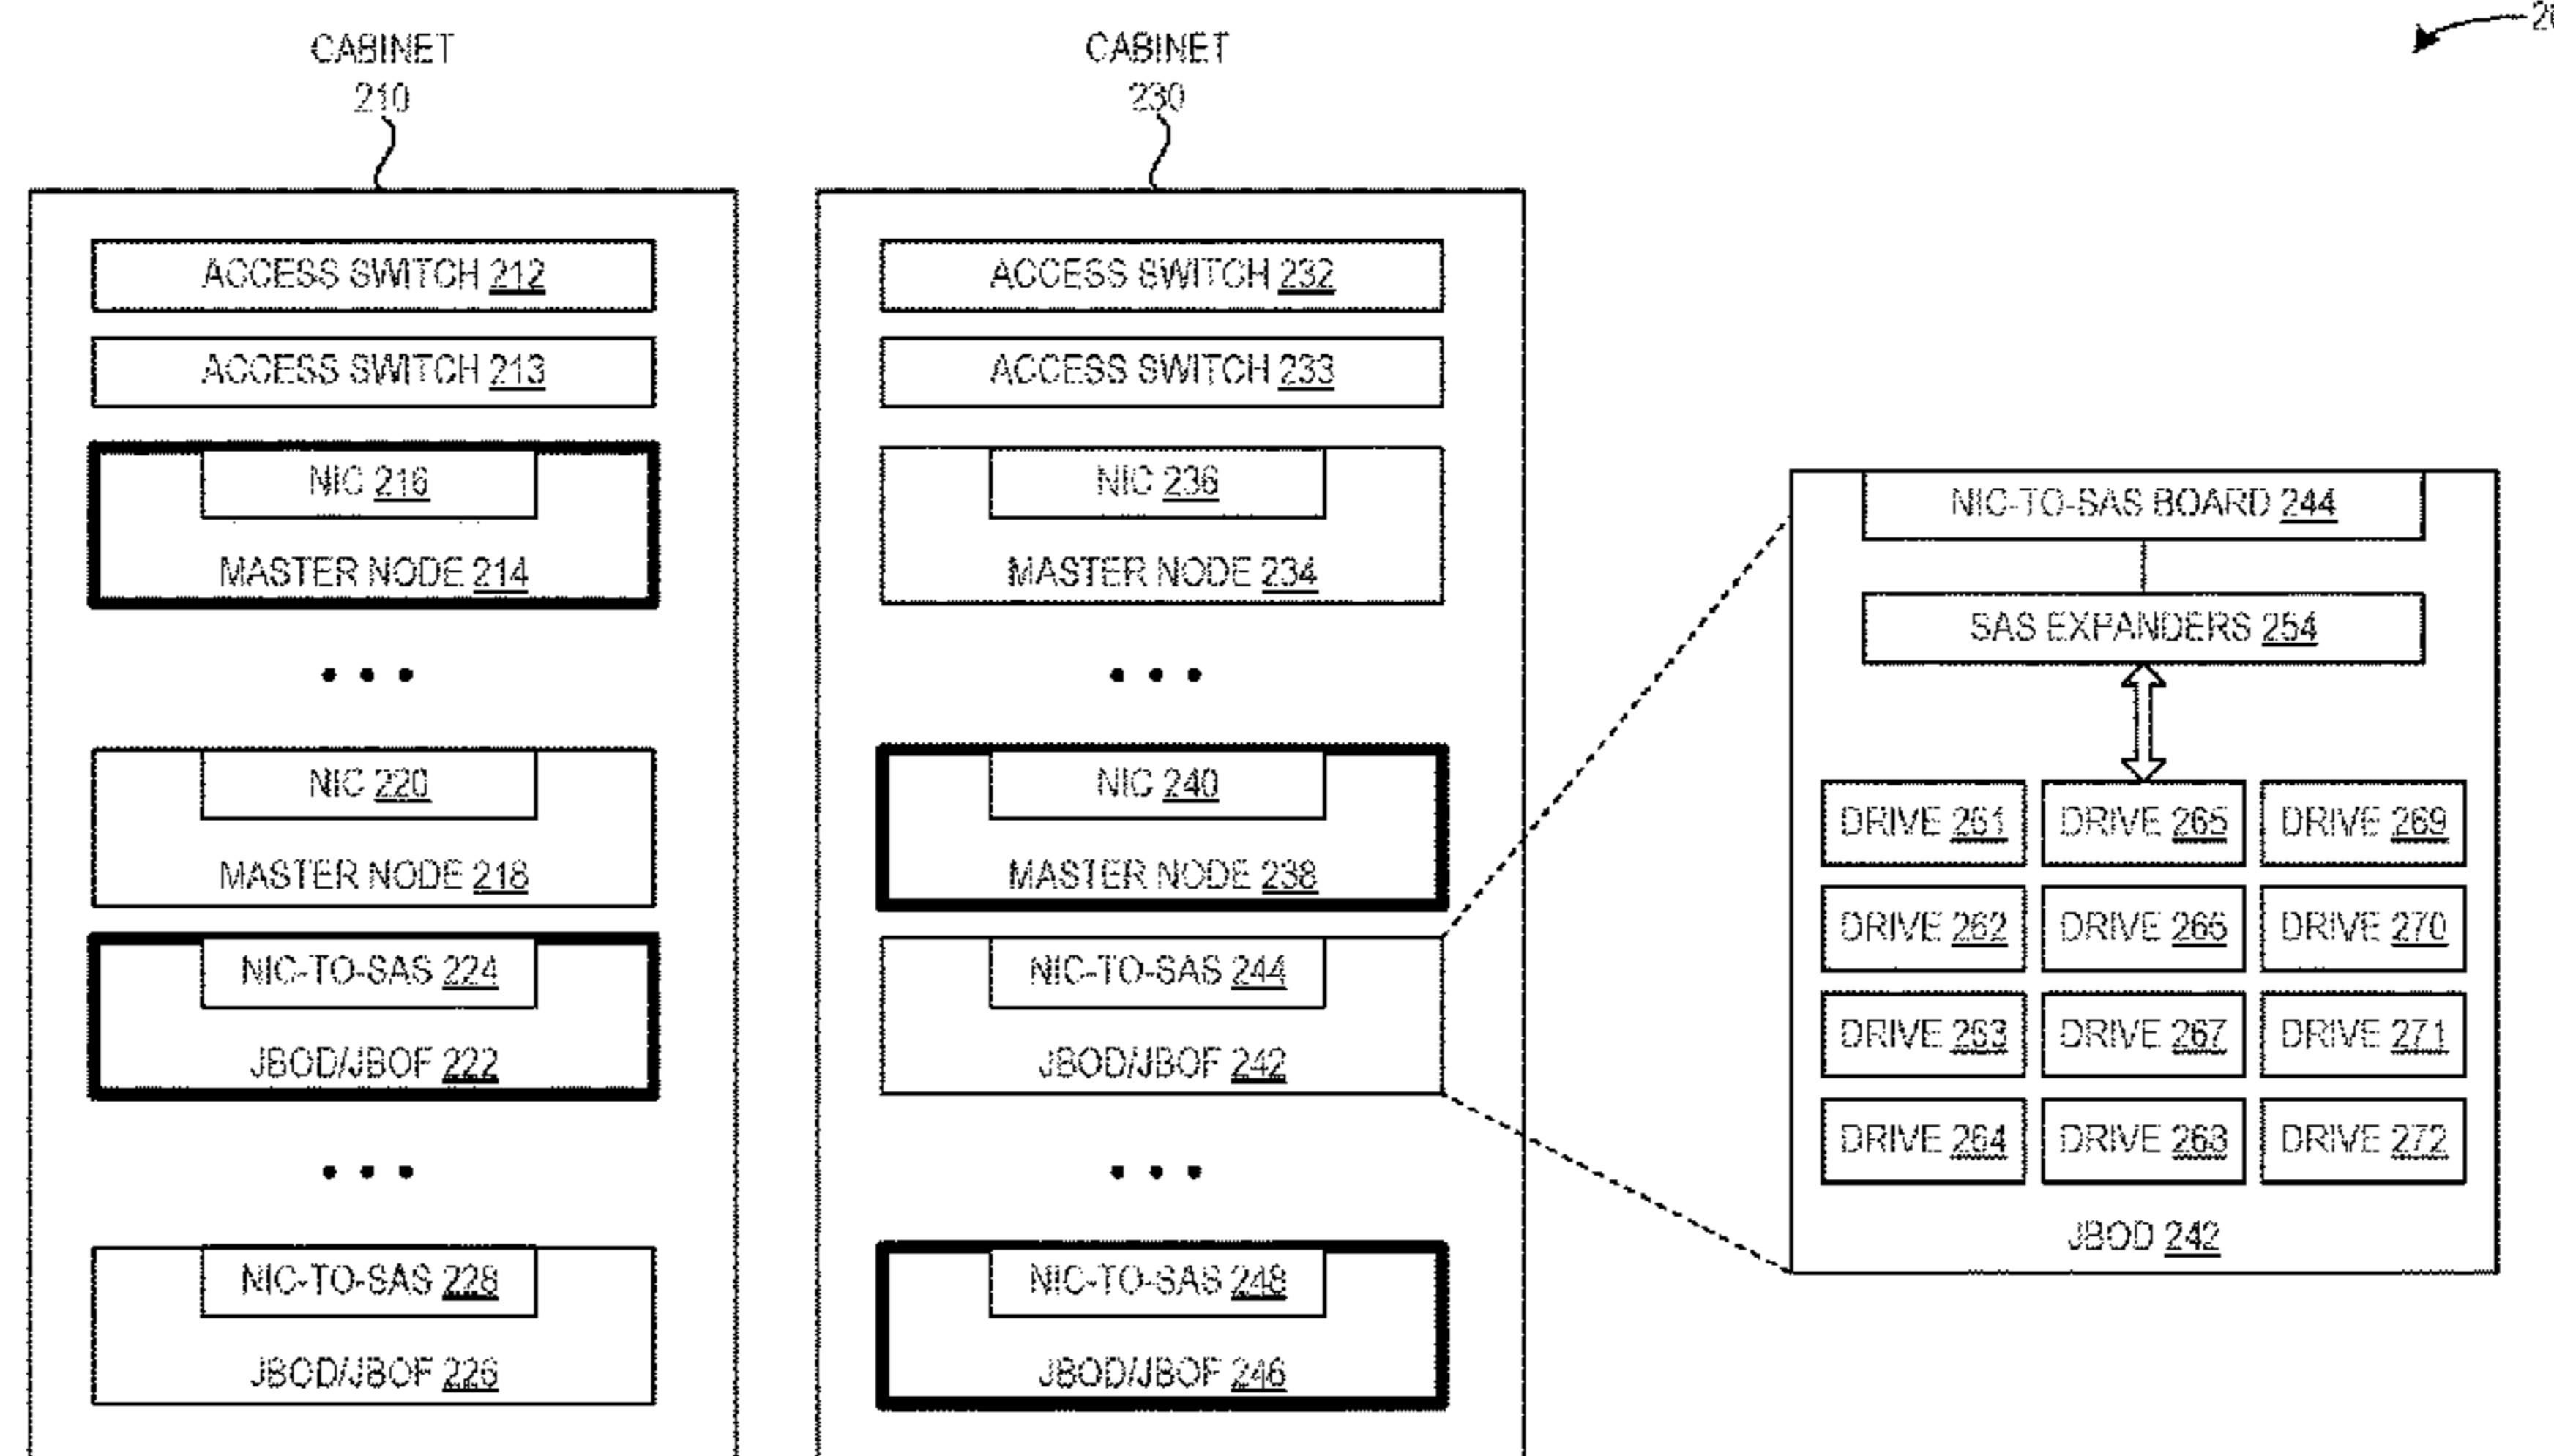 CABINET
210
ACCESS SWITCH 212
ACCESS SWITCH 213
NIC 216
MASTER NODE 214
NIC 220
MASTER NODE 218
NIC-TO-SAS 224
JBOD/JBOF 222
NIC-TO-SAS 228
JBOD/JBOF 226
CABINET
230
ACCESS SWITCH 232
ACCESS SWITCH 233
NIC 236
MASTER NODE 234
NIC 240
MASTER NODE 238
NIC-TO-SAS 244
JBOD/JBOF 242
NIC-TO-SAS 248
JBOD/JBOF 246
NIC-TO-SAS BOARD 244
SAS EXPANDERS 254
DRIVE 261 DRIVE 265 DRIVE 269
DRIVE 262 DRIVE 266 DRIVE 270
DRIVE 263 DRIVE 267 DRIVE 271
DRIVE 264 DRIVE 268 DRIVE 272
JBOD 242